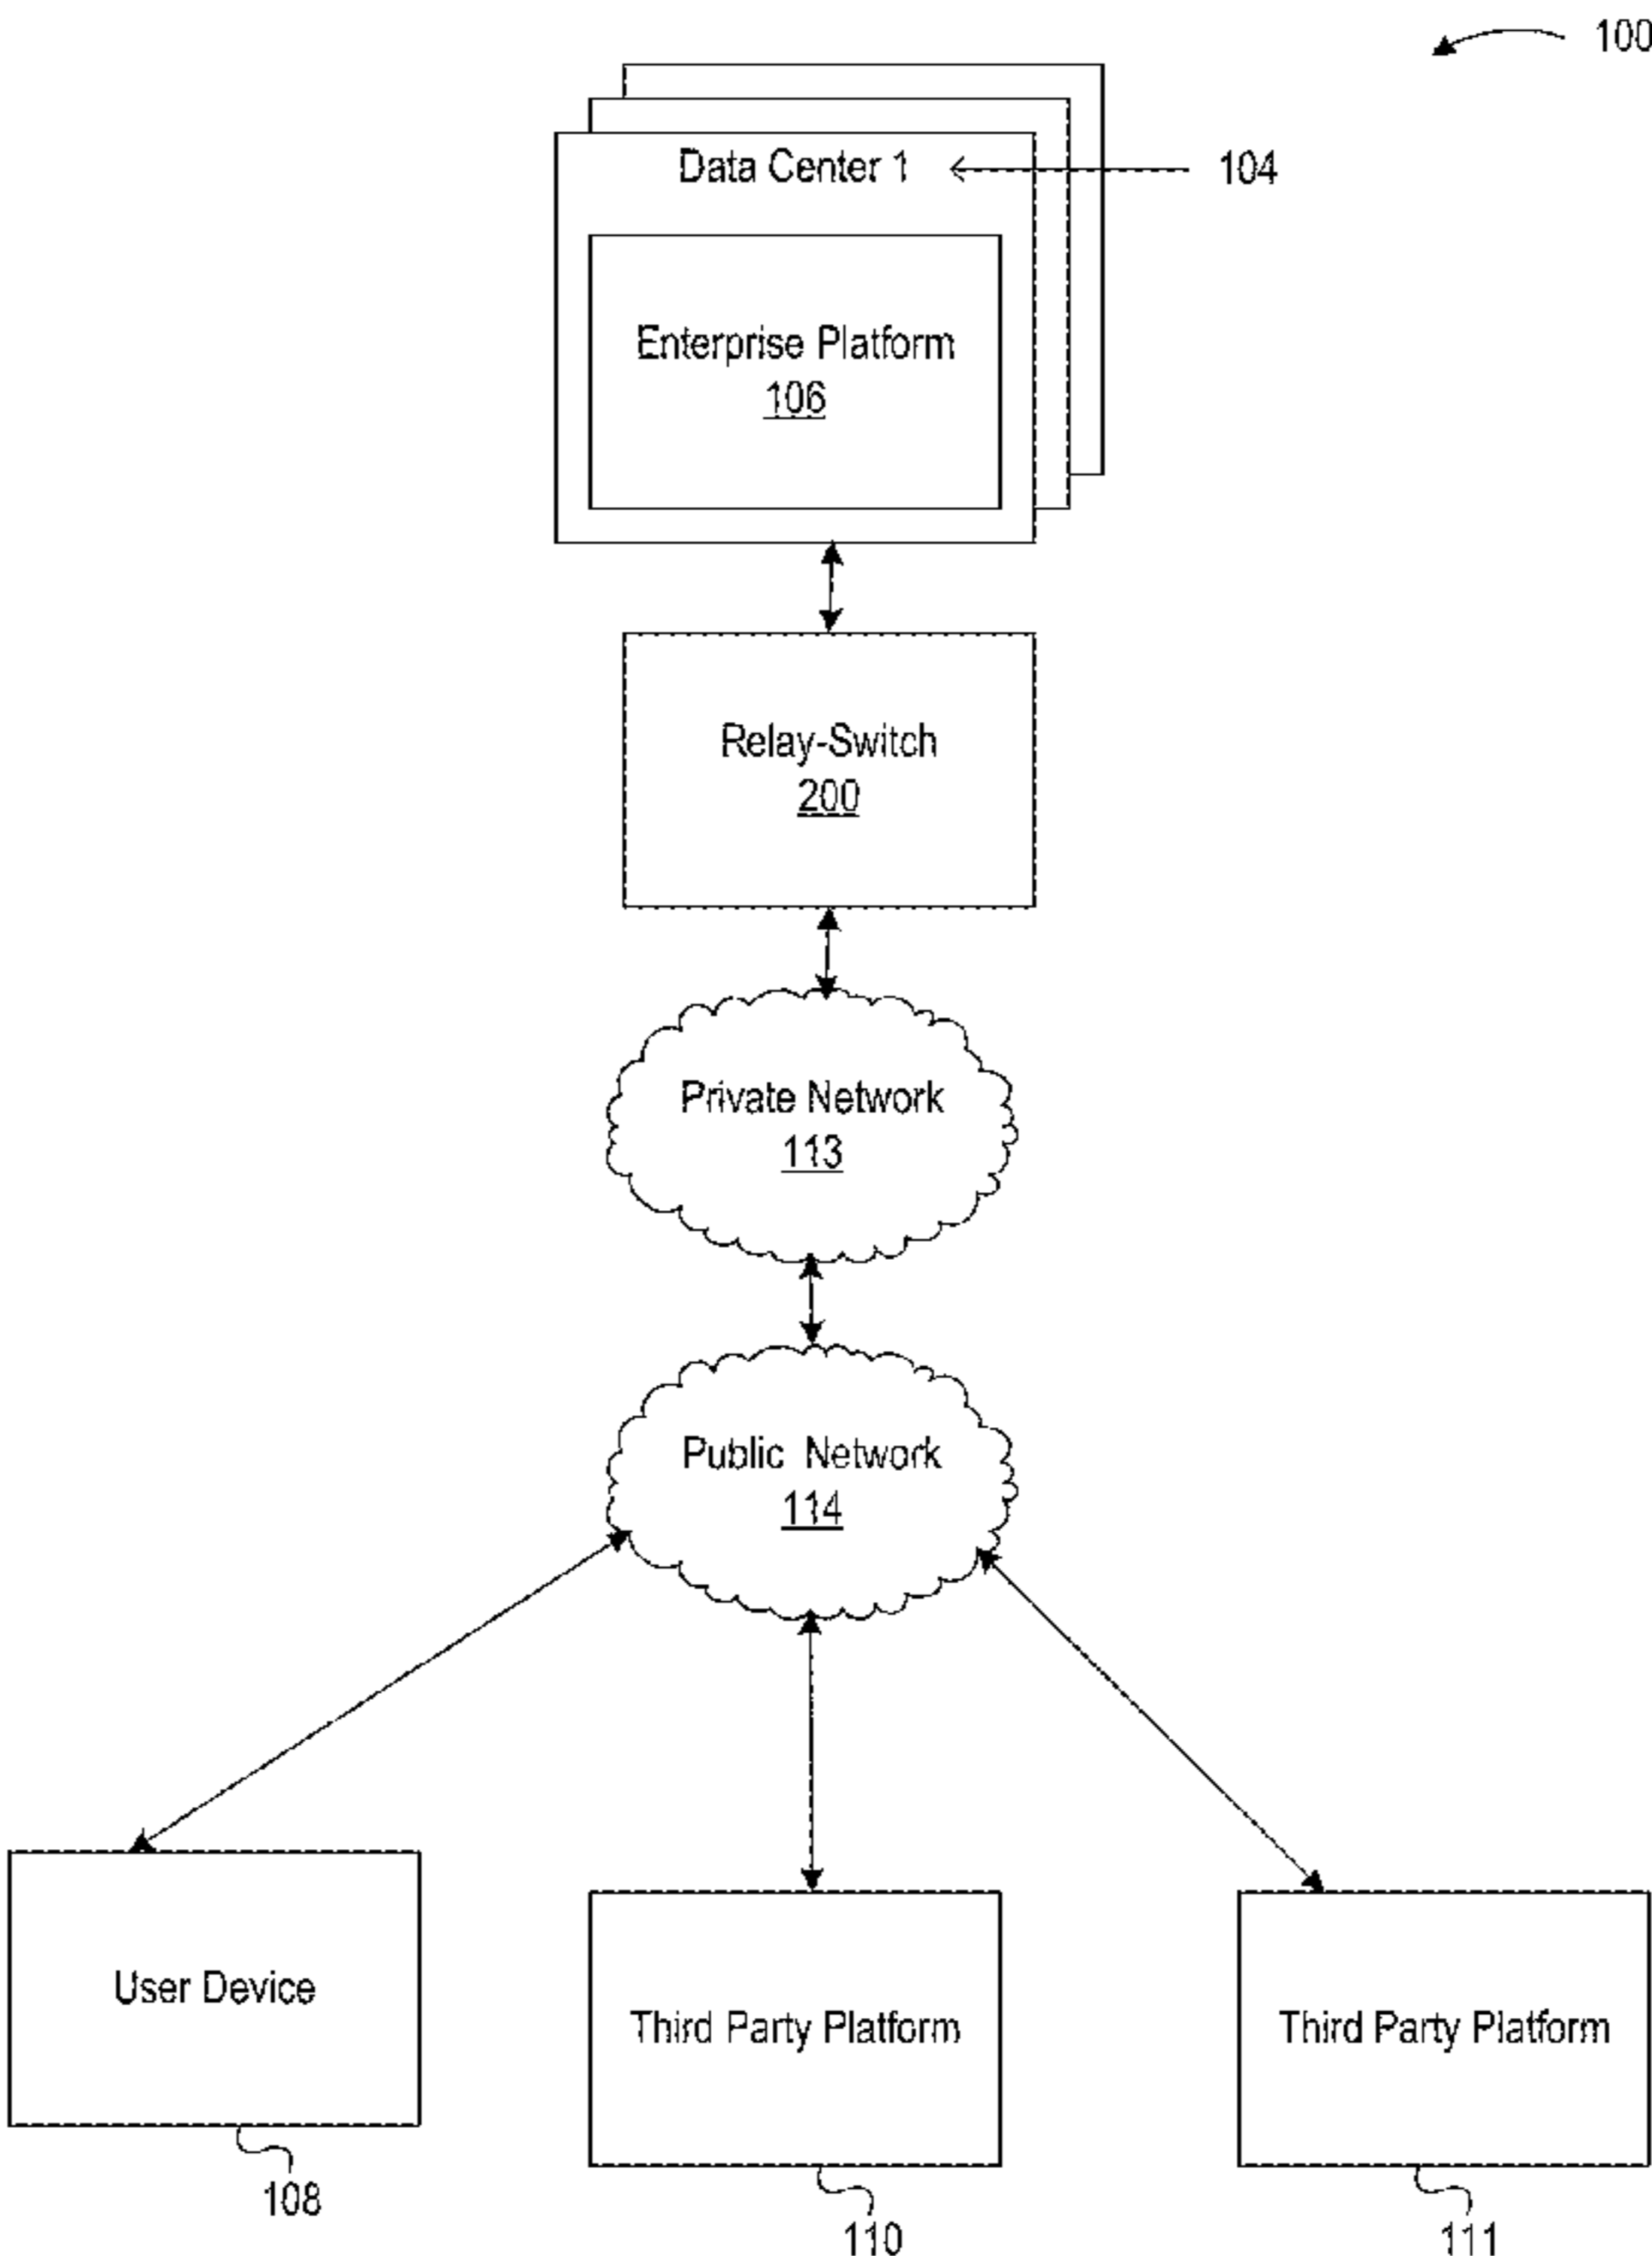 100
Data Center 1
104
Enterprise Platform
106
Relay-Switch
200
Private Network
113
Public Network
114
User Device
Third Party Platform
Third Party Platform
108
110
111